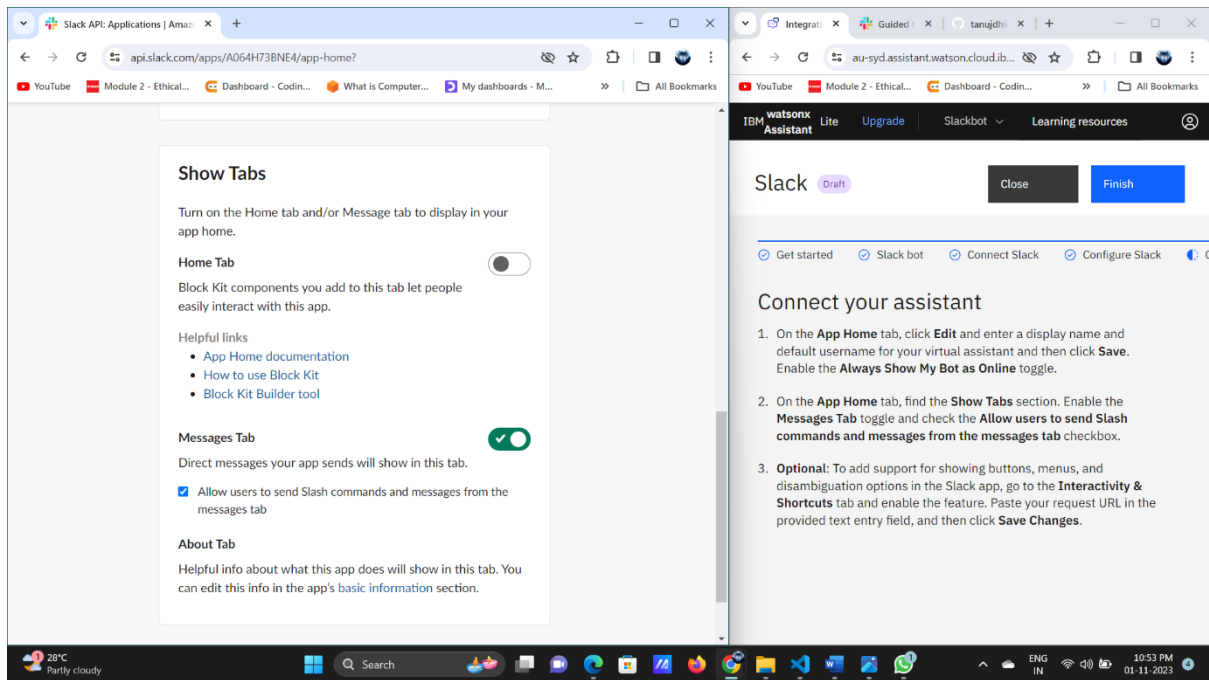 Slack API: Applications | Amaz
api.slack.com/apps/A064H73BNE4/app-home?
YouTube
Module 2 - Ethical...
Dashboard - Codin...
What is Computer...
My dashboards - M...
»
All Bookmarks
Show Tabs
Turn on the Home tab and/or Message tab to display in your
app home.
Home Tab
Block Kit components you add to this tab let people
easily interact with this app.
Helpful links
• App Home documentation
• How to use Block Kit
• Block Kit Builder tool
Messages Tab
Direct messages your app sends will show in this tab.
Allow users to send Slash commands and messages from the
messages tab
About Tab
Helpful info about what this app does will show in this tab. You
can edit this info in the app's basic information section.
Integrati
Guided
tanujdhi
au-syd.assistant.watson.cloud.ib...
YouTube
Module 2 - Ethical...
Dashboard - Codin...
»
All Bookmarks
IBM watsonx Assistant
Lite
Upgrade
Slackbot
Learning resources
Slack
Draft
Close
Finish
Get started
Slack bot
Connect Slack
Configure Slack
Connect your assistant
1. On the App Home tab, click Edit and enter a display name and
default username for your virtual assistant and then click Save.
Enable the Always Show My Bot as Online toggle.
2. On the App Home tab, find the Show Tabs section. Enable the
Messages Tab toggle and check the Allow users to send Slash
commands and messages from the messages tab checkbox.
3. Optional: To add support for showing buttons, menus, and
disambiguation options in the Slack app, go to the Interactivity &
Shortcuts tab and enable the feature. Paste your request URL in the
provided text entry field, and then click Save Changes.
28°C
Partly cloudy
Search
ENG
IN
10:53 PM
01-11-2023